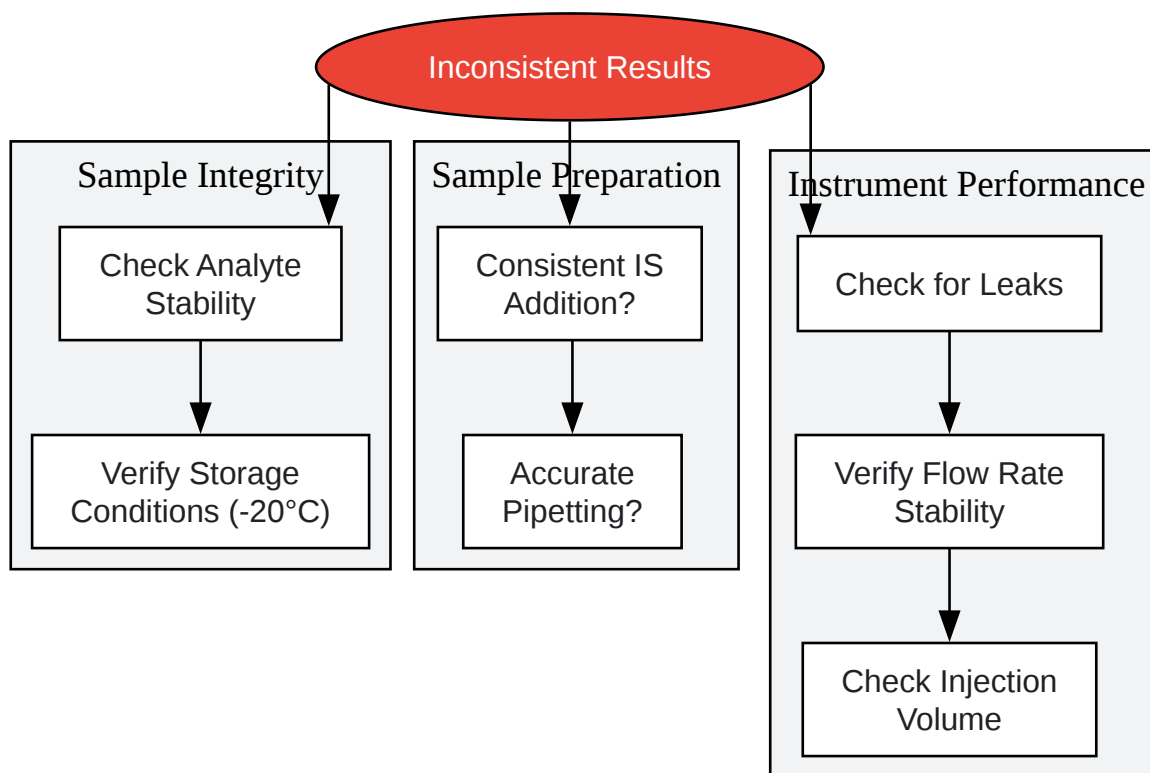 Inconsistent Results
Sample Integrity
Check Analyte
Stability
Verify Storage
Conditions (-20°C)
Sample Preparation
Consistent IS
Addition?
Accurate
Pipetting?
Instrument Performance
Check for Leaks
Verify Flow Rate
Stability
Check Injection
Volume